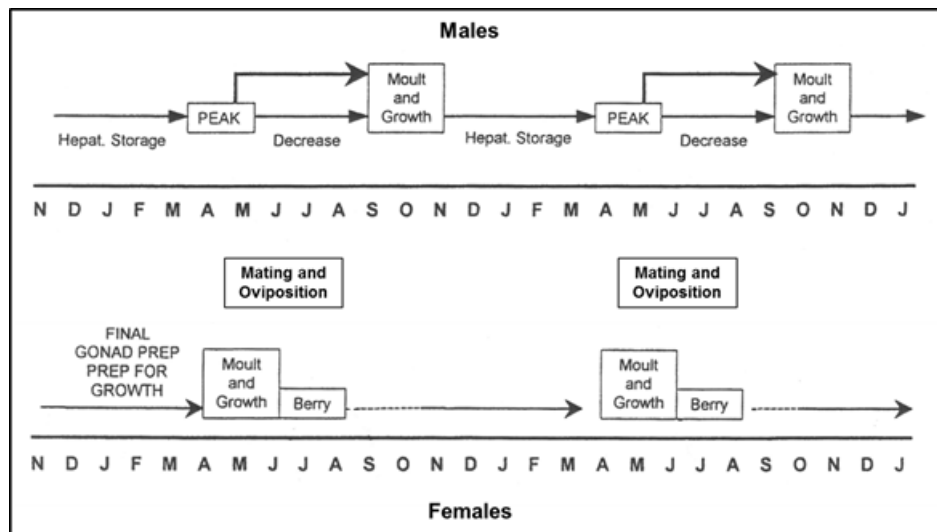 Males
Moult
and
Growth
PEAK
Hepat. Storage
Decrease
Moult
and
Growth
PEAK
Hepat. Storage
Decrease
N D J F M A M J J A S O N D J F M A M J J A S O N D J
Mating and
Oviposition
Mating and
Oviposition
FINAL
GONAD PREP
PREP FOR
GROWTH
Moult
and
Growth
Berry
Moult
and
Growth
Berry
N D J F M A M J J A S O N D J F M A M J J A S O N D J
Females